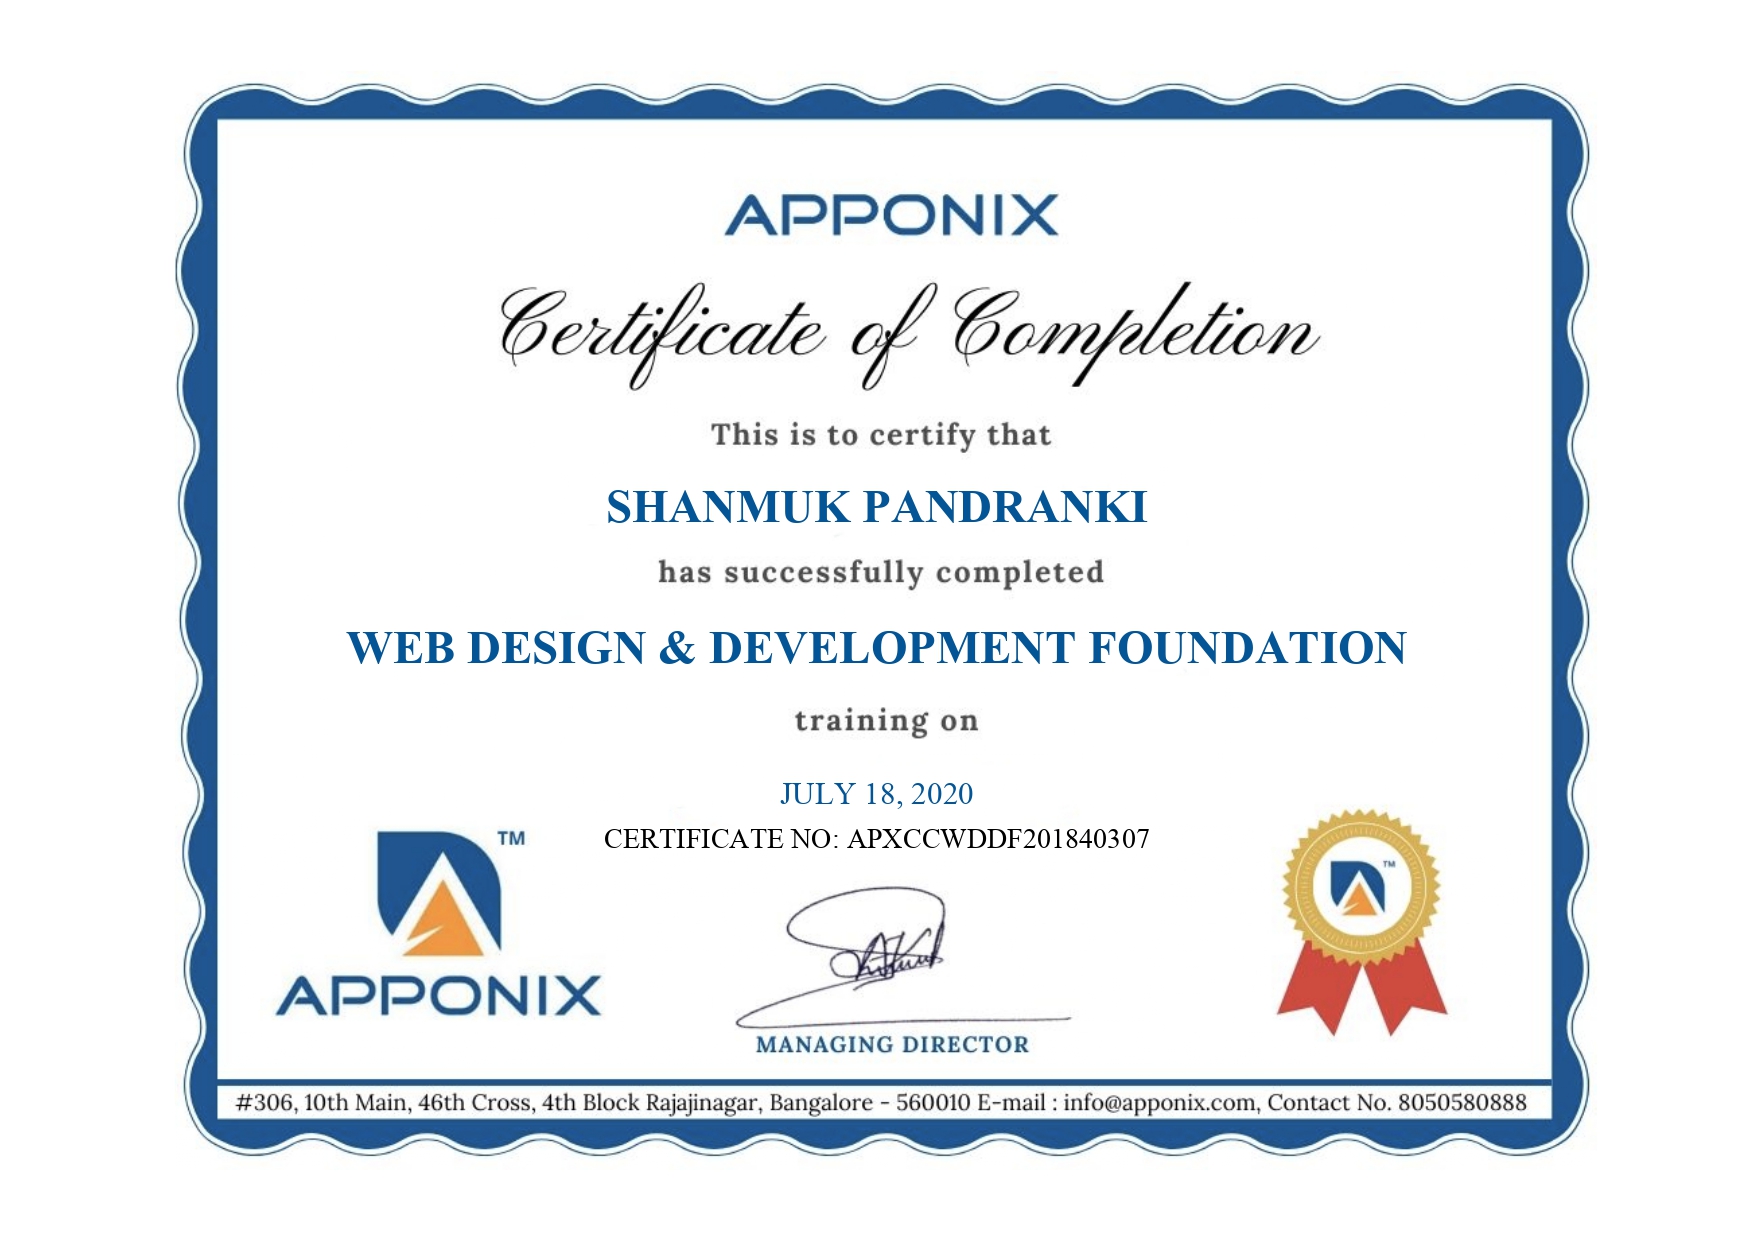 APPONIX
Certificate of Completion
This is to certify that
SHANMUK PANDRANKI
has successfully completed
WEB DESIGN & DEVELOPMENT FOUNDATION
training on
JULY 18, 2020
CERTIFICATE NO: APXCCWDDF201840307
TM
APPONIX
TM
MANAGING DIRECTOR
#306, 10th Main, 46th Cross, 4th Block Rajajinagar, Bangalore - 560010 E-mail : info@apponix.com, Contact No. 8050580888